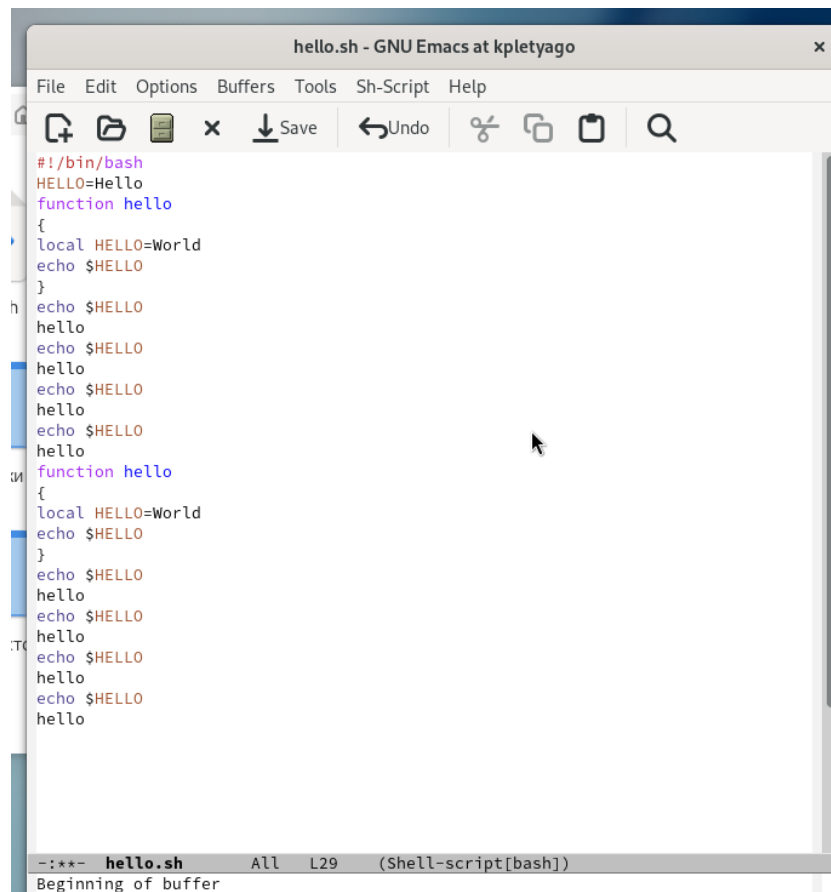 hello.sh - GNU Emacs at kpletyago ×
File Edit Options Buffers Tools Sh-Script Help
Save Undo
#!/bin/bash
HELLO=Hello
function hello
{
local HELLO=World
echo $HELLO
}
echo $HELLO
hello
echo $HELLO
hello
echo $HELLO
hello
echo $HELLO
hello
function hello
{
local HELLO=World
echo $HELLO
}
echo $HELLO
hello
echo $HELLO
hello
echo $HELLO
hello
echo $HELLO
hello
h
ки
-:**- hello.sh All L29 (Shell-script[bash])
Beginning of buffer